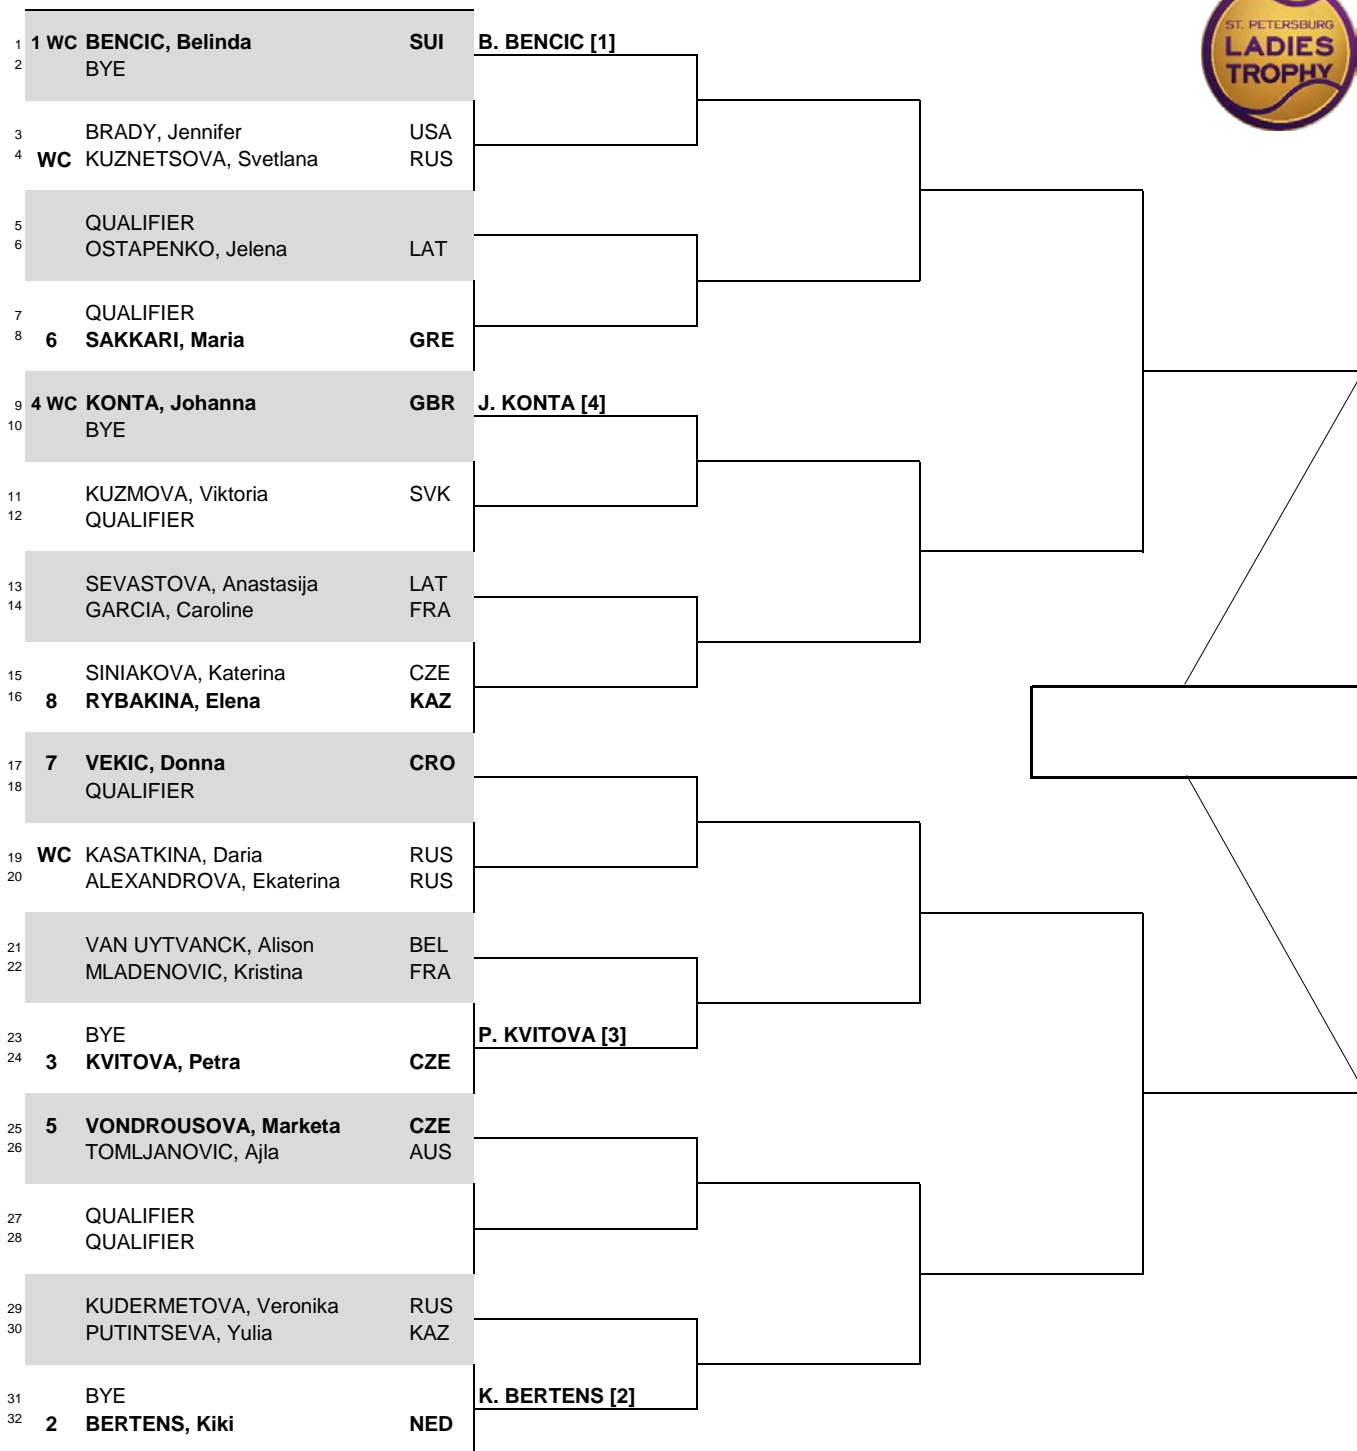 ST. PETERSBURG
LADIES
TROPHY
1 1 WC BENCIC, Belinda SUI B. BENCIC [1]
2 BYE
3 BRADY, Jennifer USA
4 WC KUZNETSOVA, Svetlana RUS
5 QUALIFIER
6 OSTAPENKO, Jelena LAT
7 QUALIFIER
8 6 SAKKARI, Maria GRE
9 4 WC KONTA, Johanna GBR J. KONTA [4]
10 BYE
11 KUZMOVA, Viktoria SVK
12 QUALIFIER
13 SEVASTOVA, Anastasija LAT
14 GARCIA, Caroline FRA
15 SINIAKOVA, Katerina CZE
16 8 RYBAKINA, Elena KAZ
17 7 VEKIC, Donna CRO
18 QUALIFIER
19 WC KASATKINA, Daria RUS
20 ALEXANDROVA, Ekaterina RUS
21 VAN UYTVANCK, Alison BEL
22 MLADENOVIC, Kristina FRA
23 BYE P. KVITOVA [3]
24 3 KVITOVA, Petra CZE
25 5 VONDROUSOVA, Marketa CZE
26 TOMLJANOVIC, Ajla AUS
27 QUALIFIER
28 QUALIFIER
29 KUDERMETOVA, Veronika RUS
30 PUTINTSEVA, Yulia KAZ
31 BYE K. BERTENS [2]
32 2 BERTENS, Kiki NED